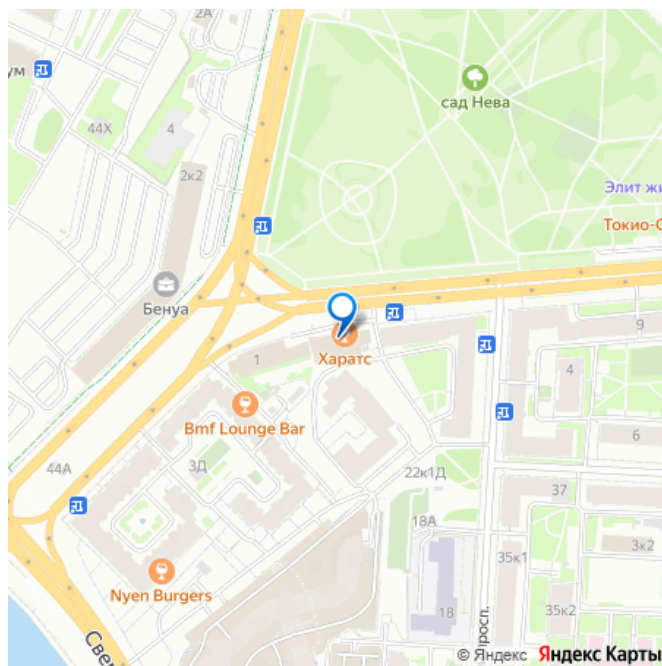 2А
ум
44Х
4
2к2
сад Нева
Элит жи
Токио-С
Бенуа
9
1
Харатс
4
Bmf Lounge Bar
6
3Д
44А
22к1Д
37
18А
35к1
3к2
Nyen Burgers
18
35к2
просп.
Све
© Яндекс Яндекс Карты